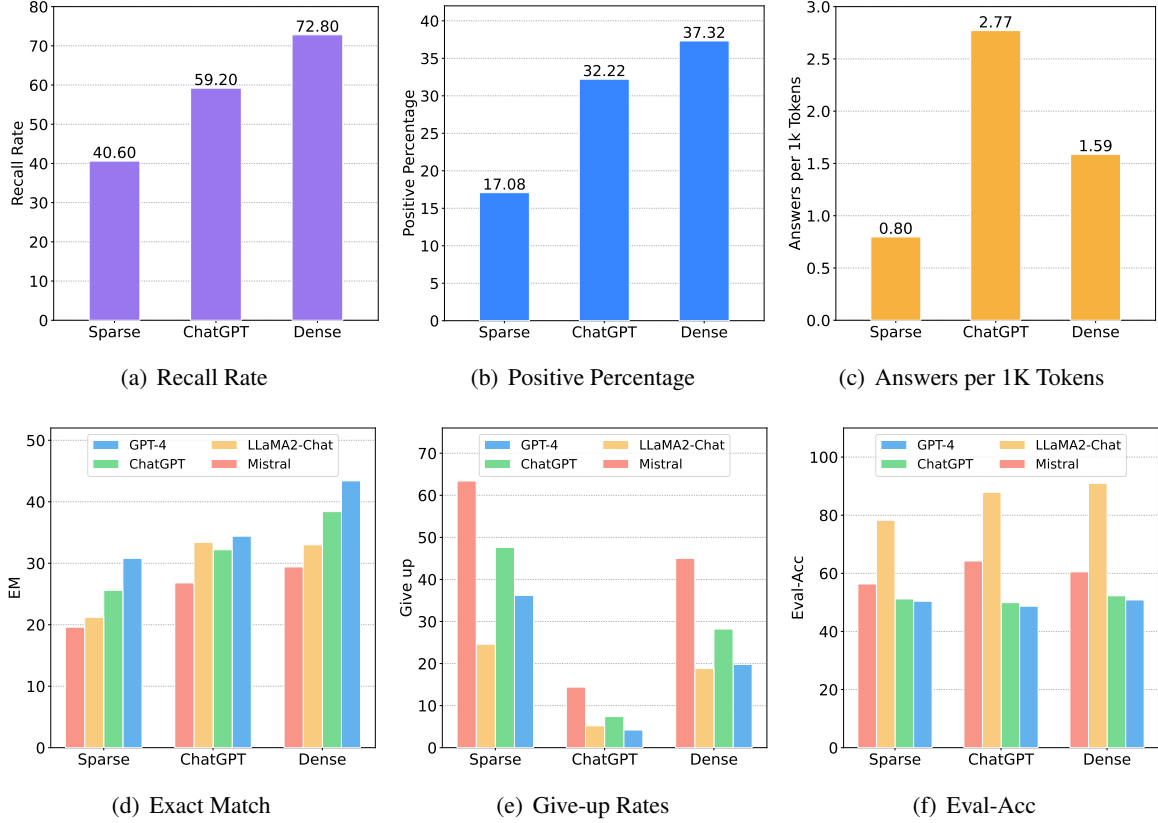 80
70
60
50
40
30
20
10
0
Recall Rate
40.60
59.20
72.80
Sparse ChatGPT Dense
(a) Recall Rate
40
35
30
25
20
15
10
5
0
Positive Percentage
17.08
32.22
37.32
Sparse ChatGPT Dense
(b) Positive Percentage
3.0
2.5
2.0
1.5
1.0
0.5
0.0
Answers per 1k Tokens
0.80
2.77
1.59
Sparse ChatGPT Dense
(c) Answers per 1K Tokens
50
40
30
20
10
0
EM
GPT-4 LLaMA2-Chat
ChatGPT Mistral
Sparse ChatGPT Dense
(d) Exact Match
70
60
50
40
30
20
10
0
Give up
GPT-4 LLaMA2-Chat
ChatGPT Mistral
Sparse ChatGPT Dense
(e) Give-up Rates
100
80
60
40
20
0
Eval-Acc
GPT-4 LLaMA2-Chat
ChatGPT Mistral
Sparse ChatGPT Dense
(f) Eval-Acc